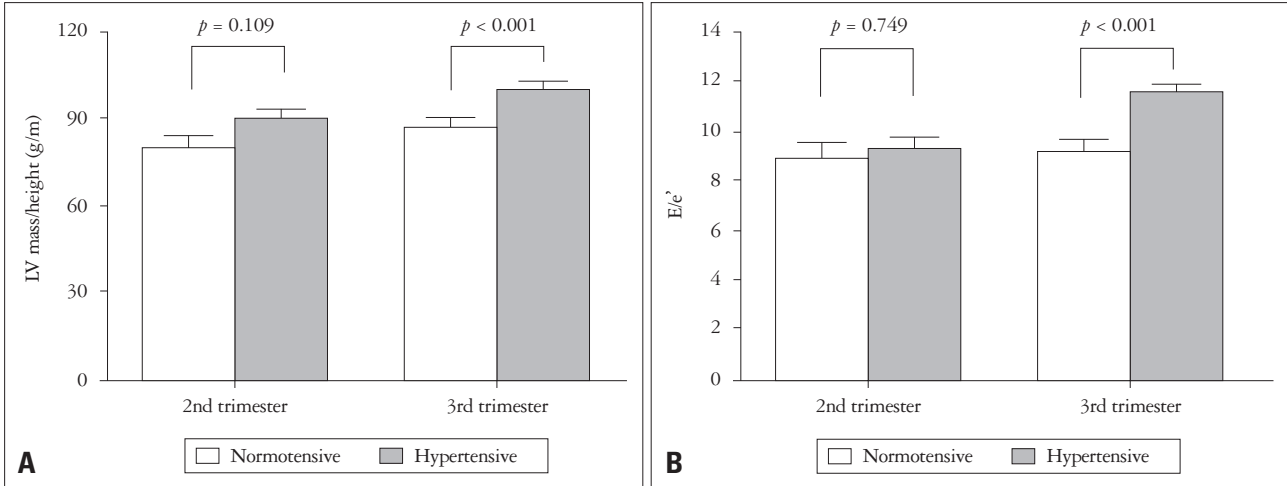 120
90
60
30
0
LV mass/height (g/m)
p = 0.109
p < 0.001
2nd trimester
3rd trimester
Normotensive
Hypertensive
A
14
12
10
8
6
4
2
0
E/e'
p = 0.749
p < 0.001
2nd trimester
3rd trimester
Normotensive
Hypertensive
B